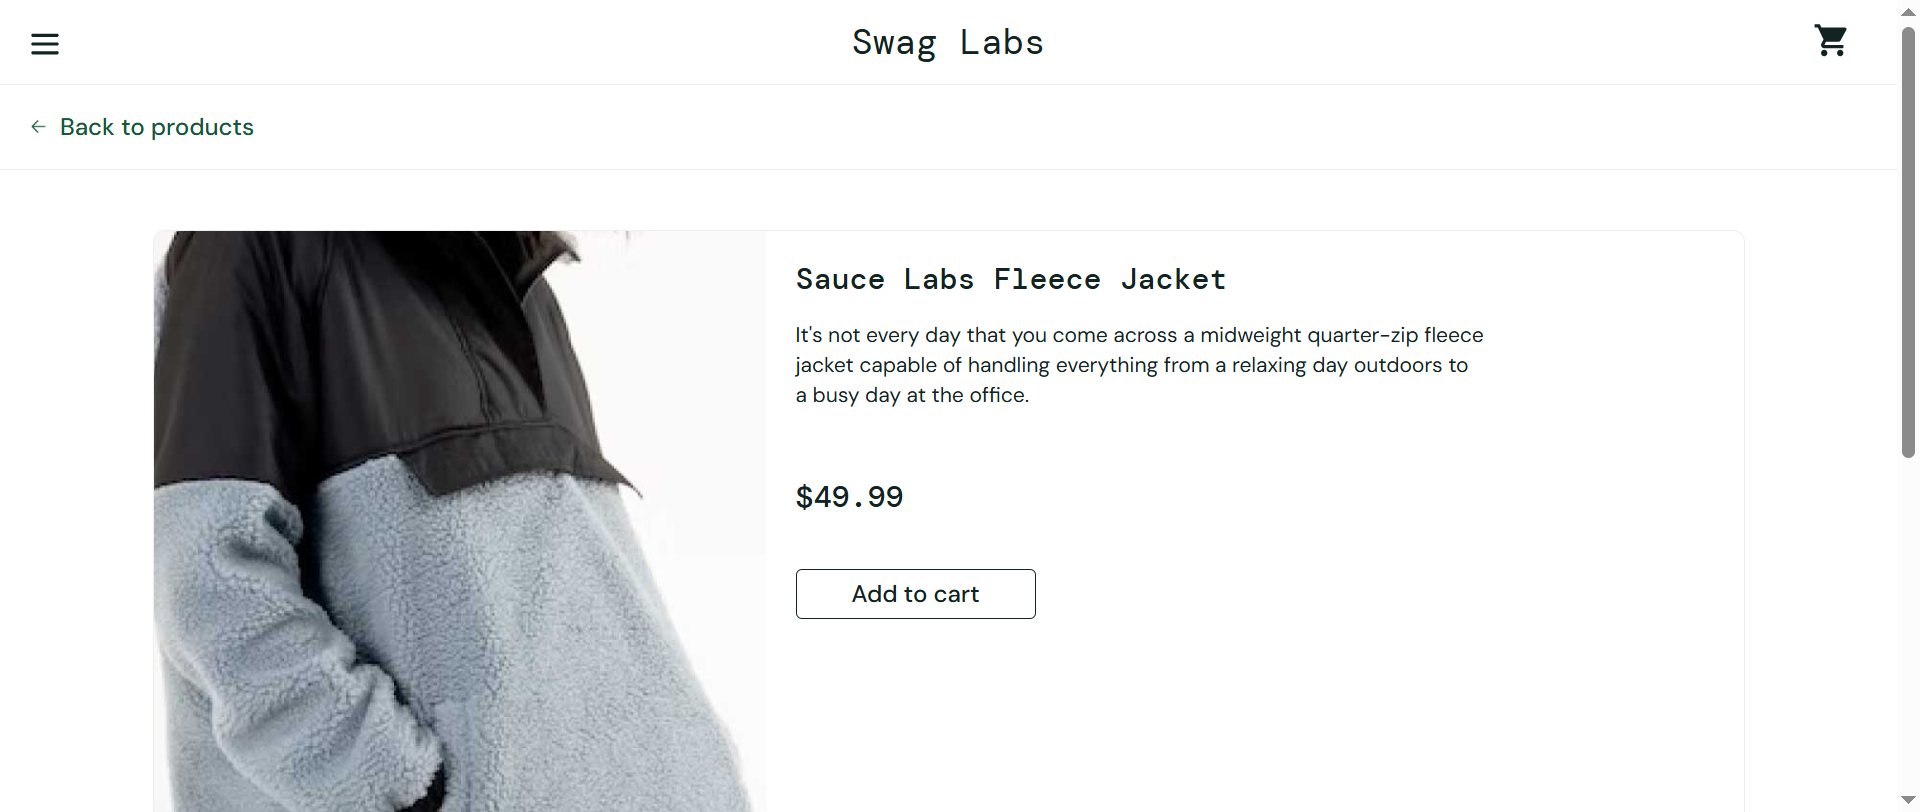 Swag Labs
Back to products
Sauce Labs Fleece Jacket
It's not every day that you come across a midweight quarter-zip fleece
jacket capable of handling everything from a relaxing day outdoors to
a busy day at the office.
$49.99
Add to cart